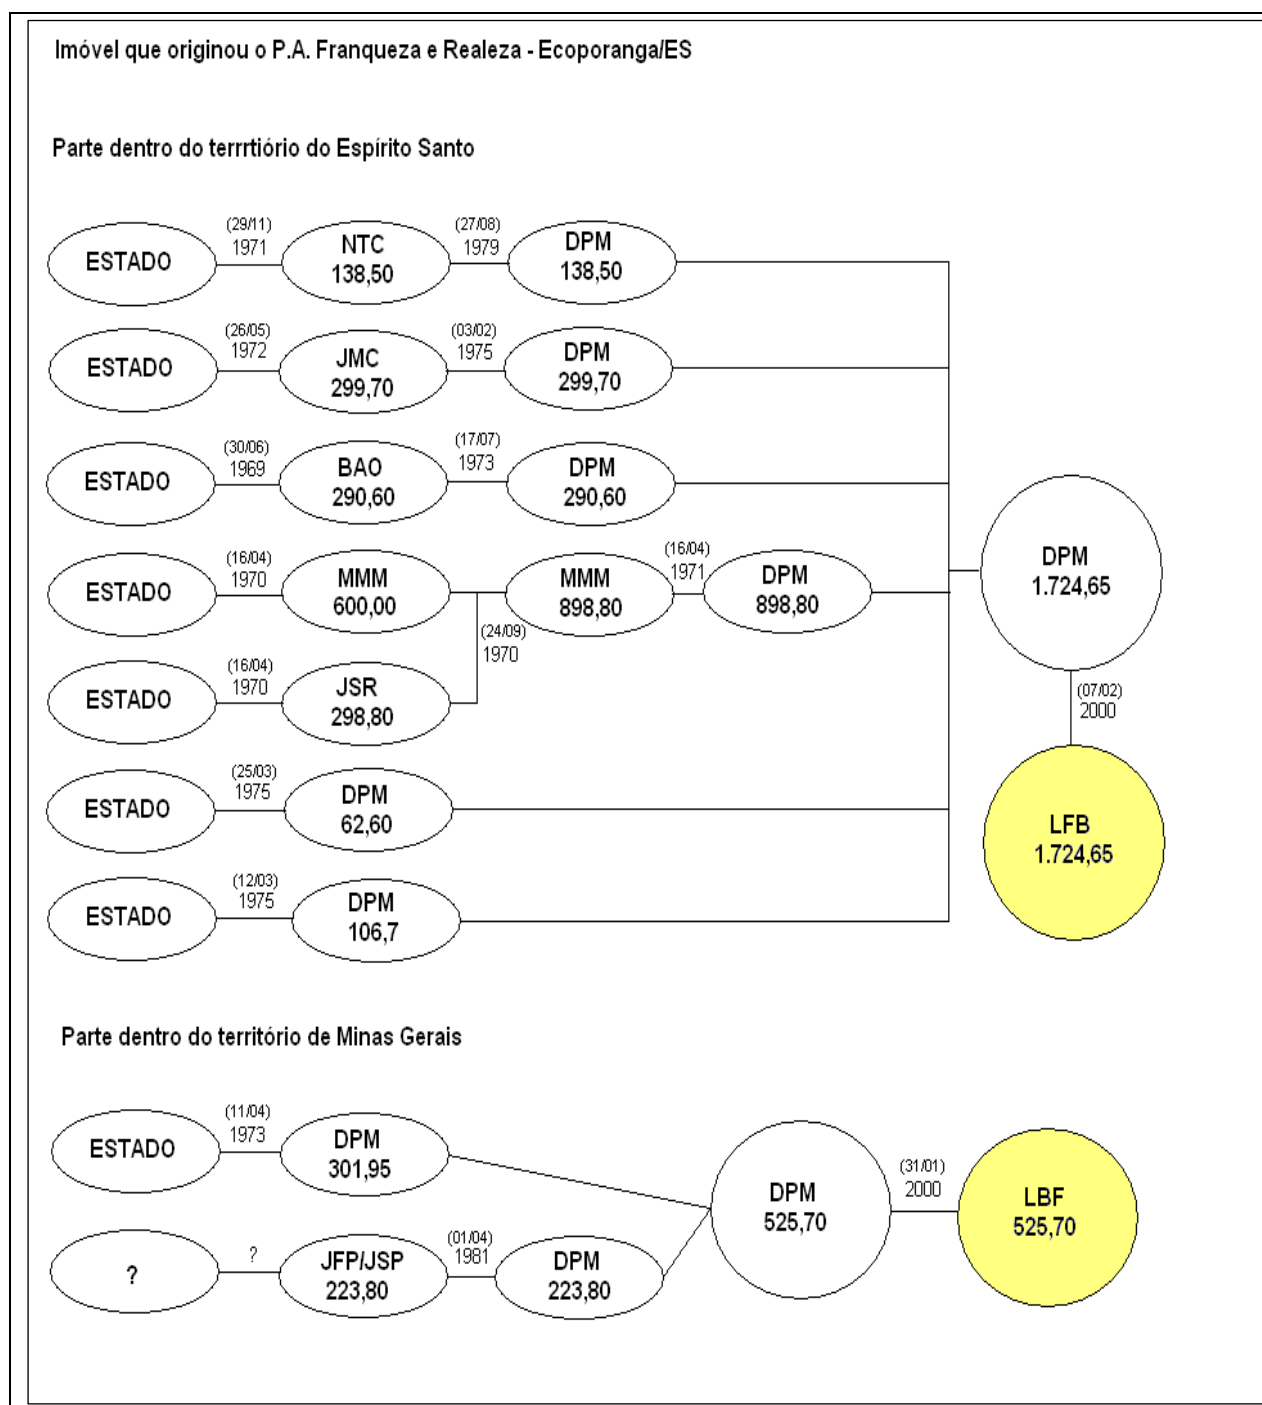 Imóvel que originou o P.A. Franqueza e Realeza - Ecoporanga/ES
Parte dentro do terrrtiório do Espírito Santo
ESTADO
(29/11)
1971
NTC
138,50
(27/08)
1979
DPM
138,50
ESTADO
(26/05)
1972
JMC
299,70
(03/02)
1975
DPM
299,70
ESTADO
(30/06)
1969
BAO
290,60
(17/07)
1973
DPM
290,60
ESTADO
(16/04)
1970
MMM
600,00
MMM
898,80
(16/04)
1971
DPM
898,80
(24/09)
1970
ESTADO
(16/04)
1970
JSR
298,80
ESTADO
(25/03)
1975
DPM
62,60
ESTADO
(12/03)
1975
DPM
106,7
DPM
1.724,65
(07/02)
2000
LFB
1.724,65
Parte dentro do território de Minas Gerais
ESTADO
(11/04)
1973
DPM
301,95
?
?
JFP/JSP
223,80
(01/04)
1981
DPM
223,80
DPM
525,70
(31/01)
2000
LBF
525,70